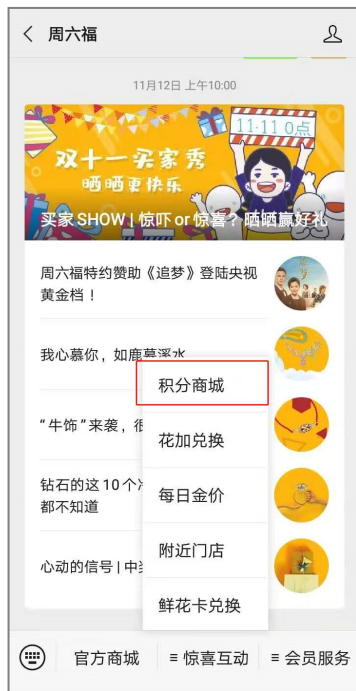 周六福
11月12日 上午10:00
11·11 0点
双十一买家秀
晒晒更快乐
买家 SHOW | 惊吓 or 惊喜？晒晒赢好礼
周六福特约赞助《追梦》登陆央视
黄金档！
我心慕你，如鹿慕溪水
“牛饰”来袭，很
钻石的这 10 个冷
都不知道
心动的信号 | 中奖
积分商城
花加兑换
每日金价
附近门店
鲜花卡兑换
官方商城
≡ 惊喜互动
≡ 会员服务